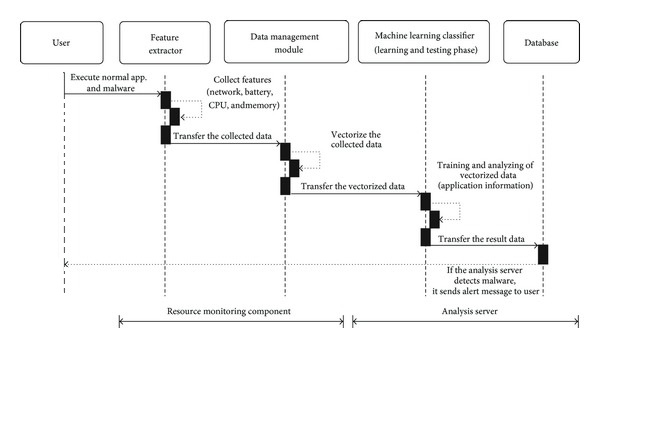 User
Feature
extractor
Data management
module
Machine learning classifier
(learning and testing phase)
Database
Execute normal app.
and malware
Collect features
(network, battery,
CPU, andmemory)
Transfer the collected data
Vectorize the
collected data
Transfer the vectorized data
Training and analyzing of
vectorized data
(application information)
Transfer the result data
If the analysis server
detects malware,
it sends alert message to user
Resource monitoring component
Analysis server